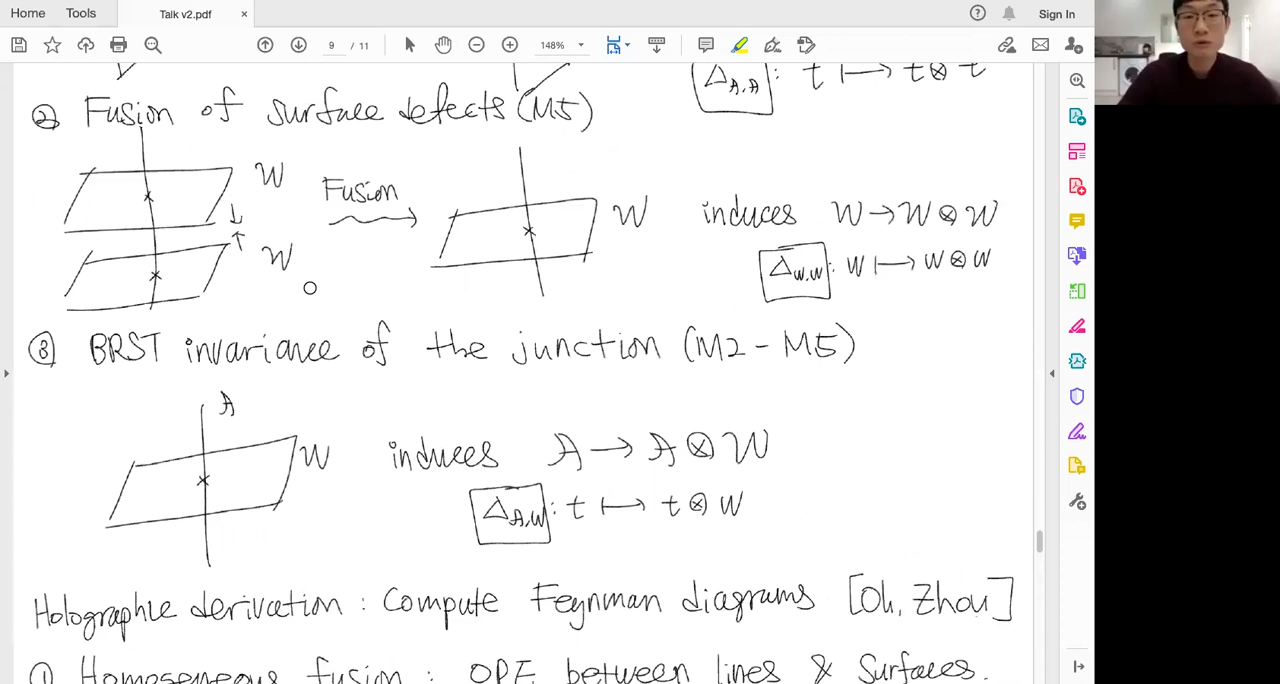 Home Tools Talk v2.pdf × Sign In
9 / 11 148%
Δ_{A,A} : t ↦ t ⊗ t
② Fusion of surface defects (M5)
W
Fusion
W
induces W → W ⊗ W
W
Δ_{W,W} : W ↦ W ⊗ W
③ BRST invariance of the junction (M2 - M5)
A
W
induces A → A ⊗ W
Δ_{A,W} : t ↦ t ⊗ W
Holographic derivation : Compute Feynman diagrams [Oh, Zhou]
① Homogeneous fusion : OPE between lines & Surfaces.